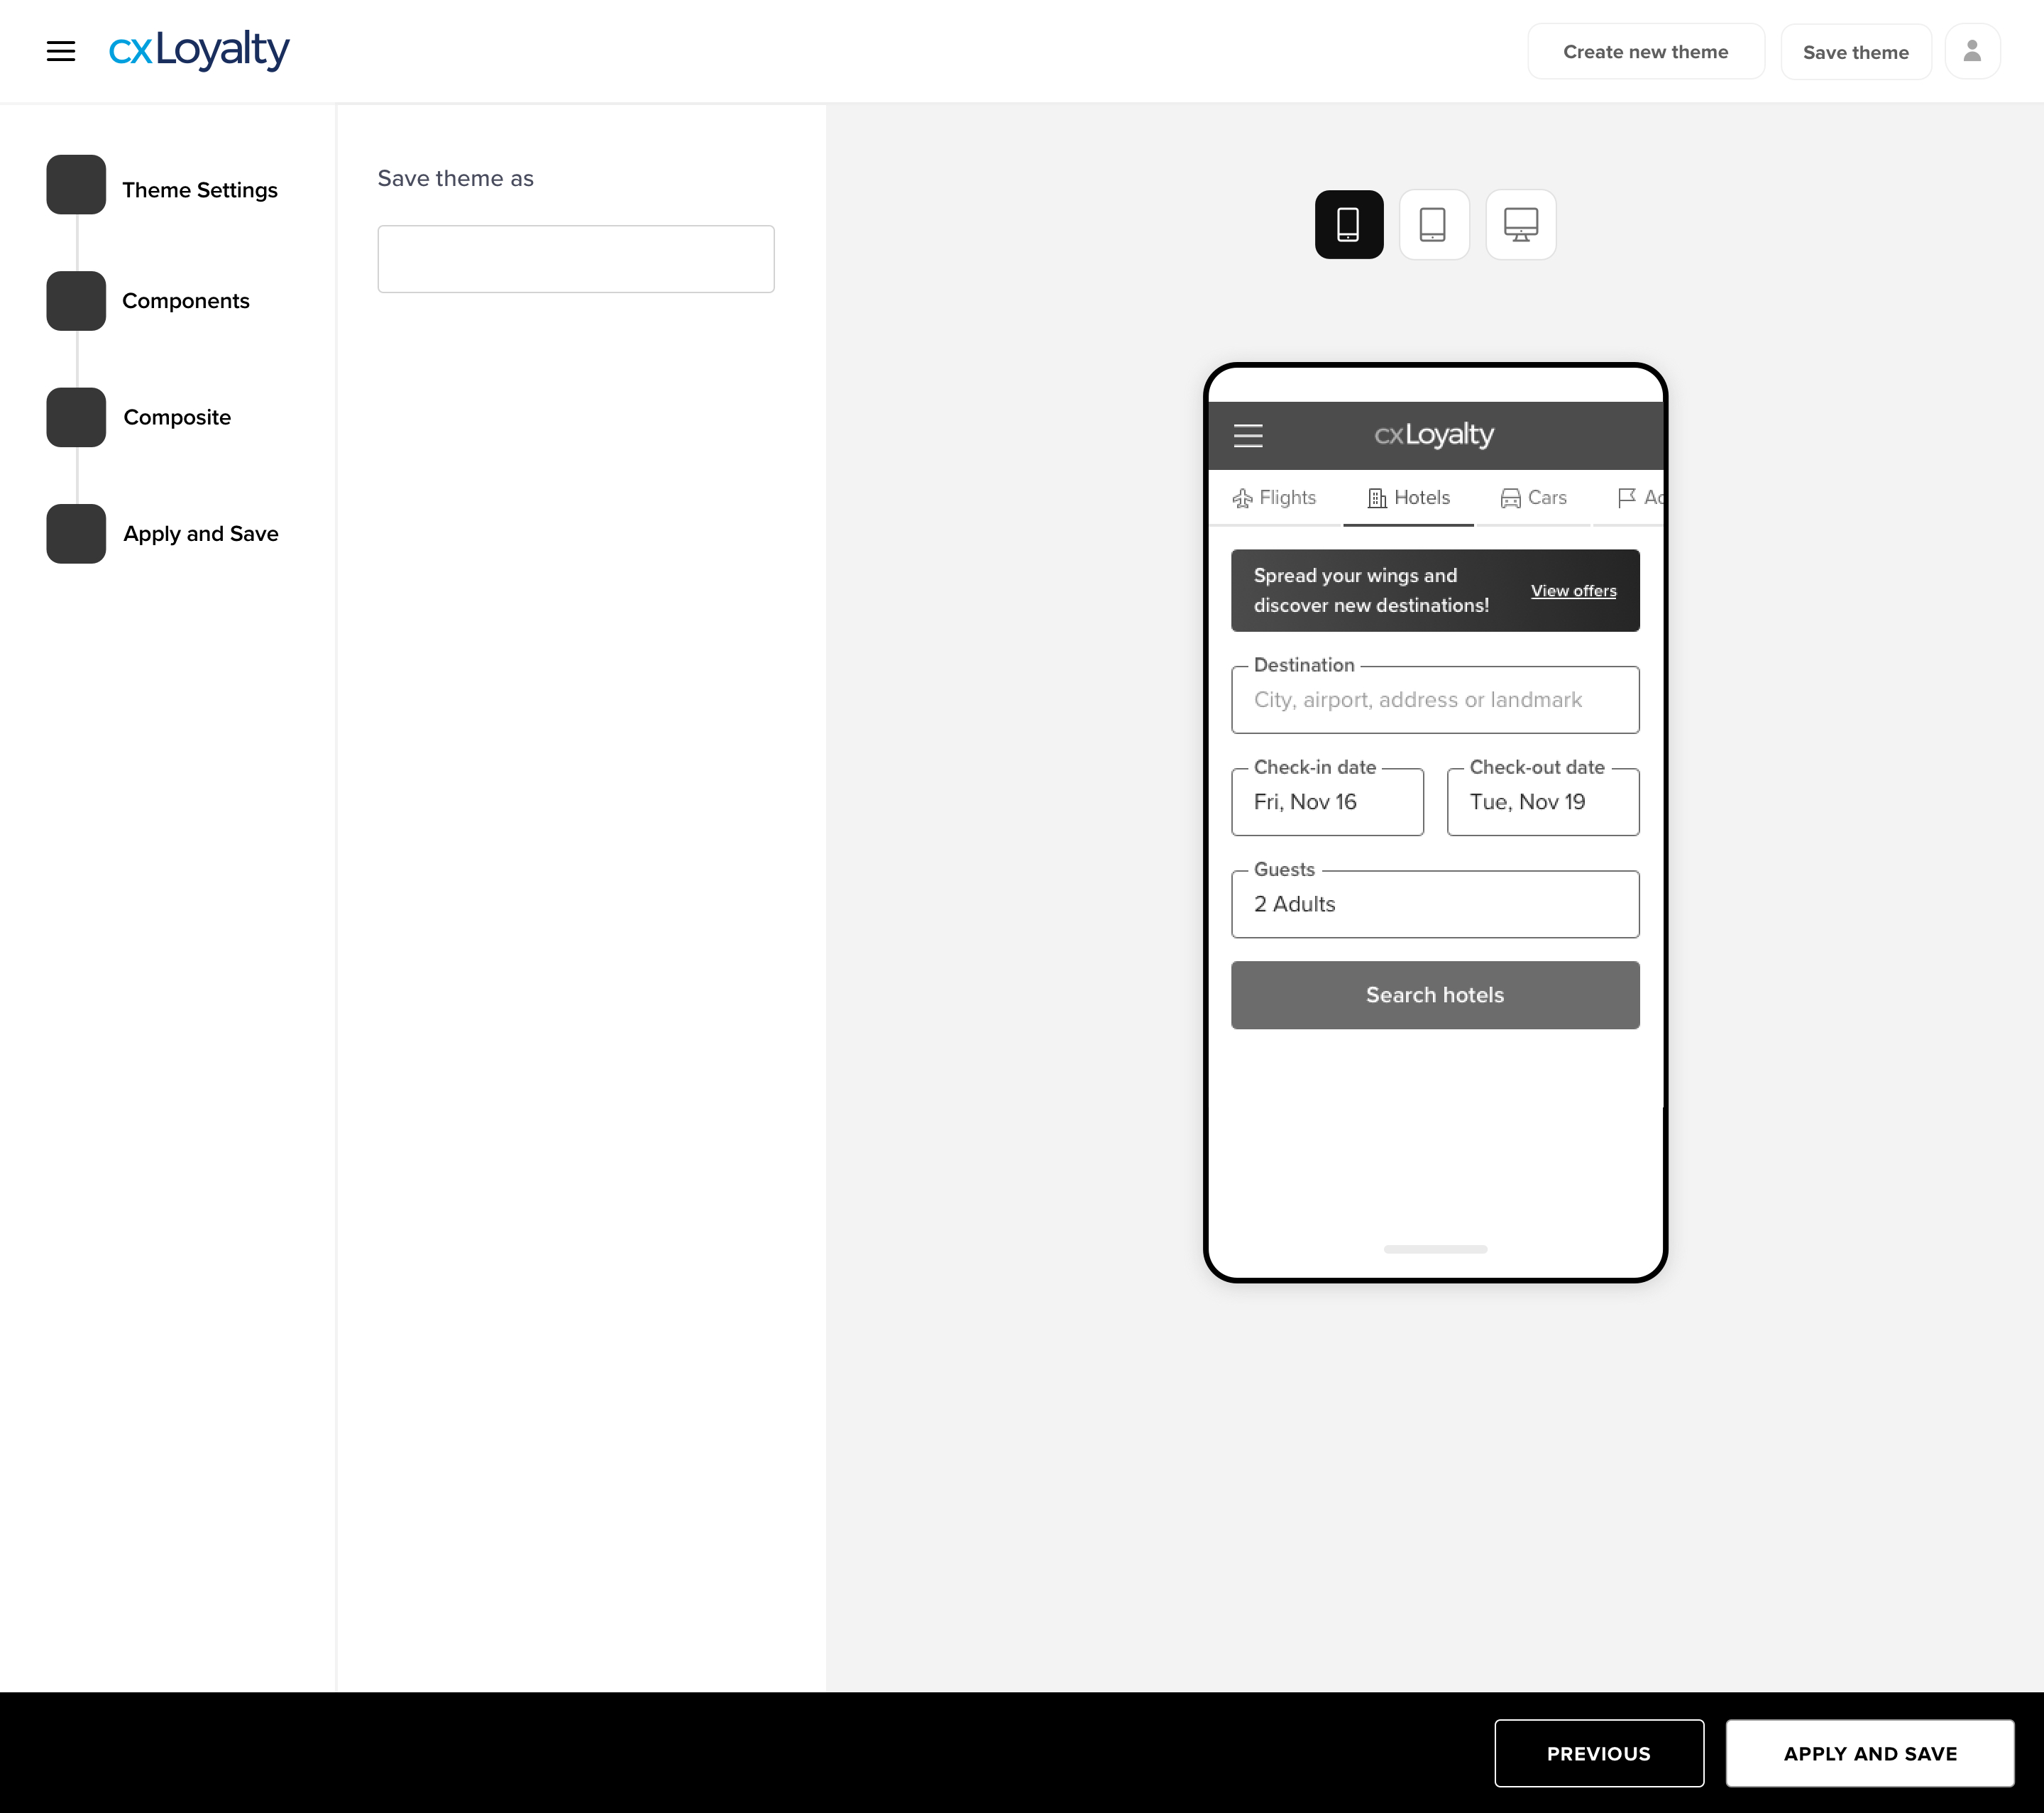 cxLoyalty
Create new theme
Save theme
Theme Settings
Components
Composite
Apply and Save
Save theme as
cxLoyalty
Flights
Hotels
Cars
Ac
Spread your wings and
discover new destinations!
View offers
Destination
City, airport, address or landmark
Check-in date
Fri, Nov 16
Check-out date
Tue, Nov 19
Guests
2 Adults
Search hotels
PREVIOUS
APPLY AND SAVE